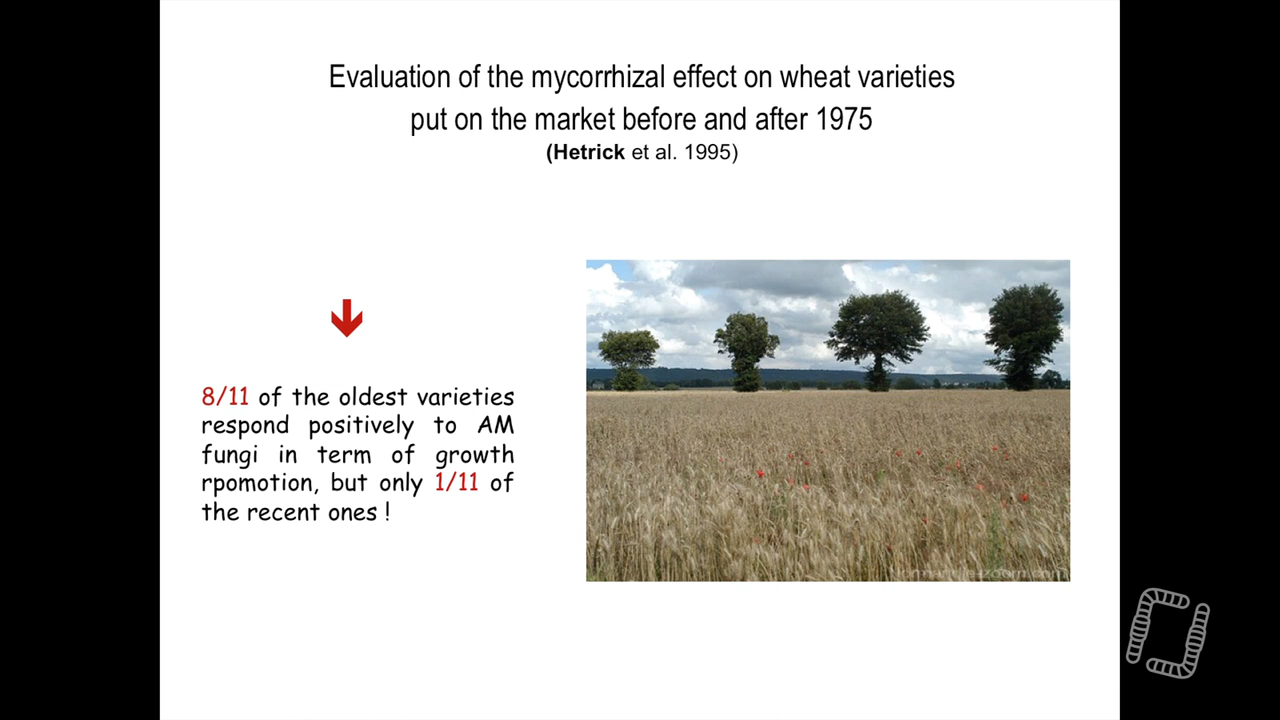 Evaluation of the mycorrhizal effect on wheat varieties
put on the market before and after 1975
(Hetrick et al. 1995)
8/11 of the oldest varieties
respond positively to AM
fungi in term of growth
rpomotion, but only 1/11 of
the recent ones !